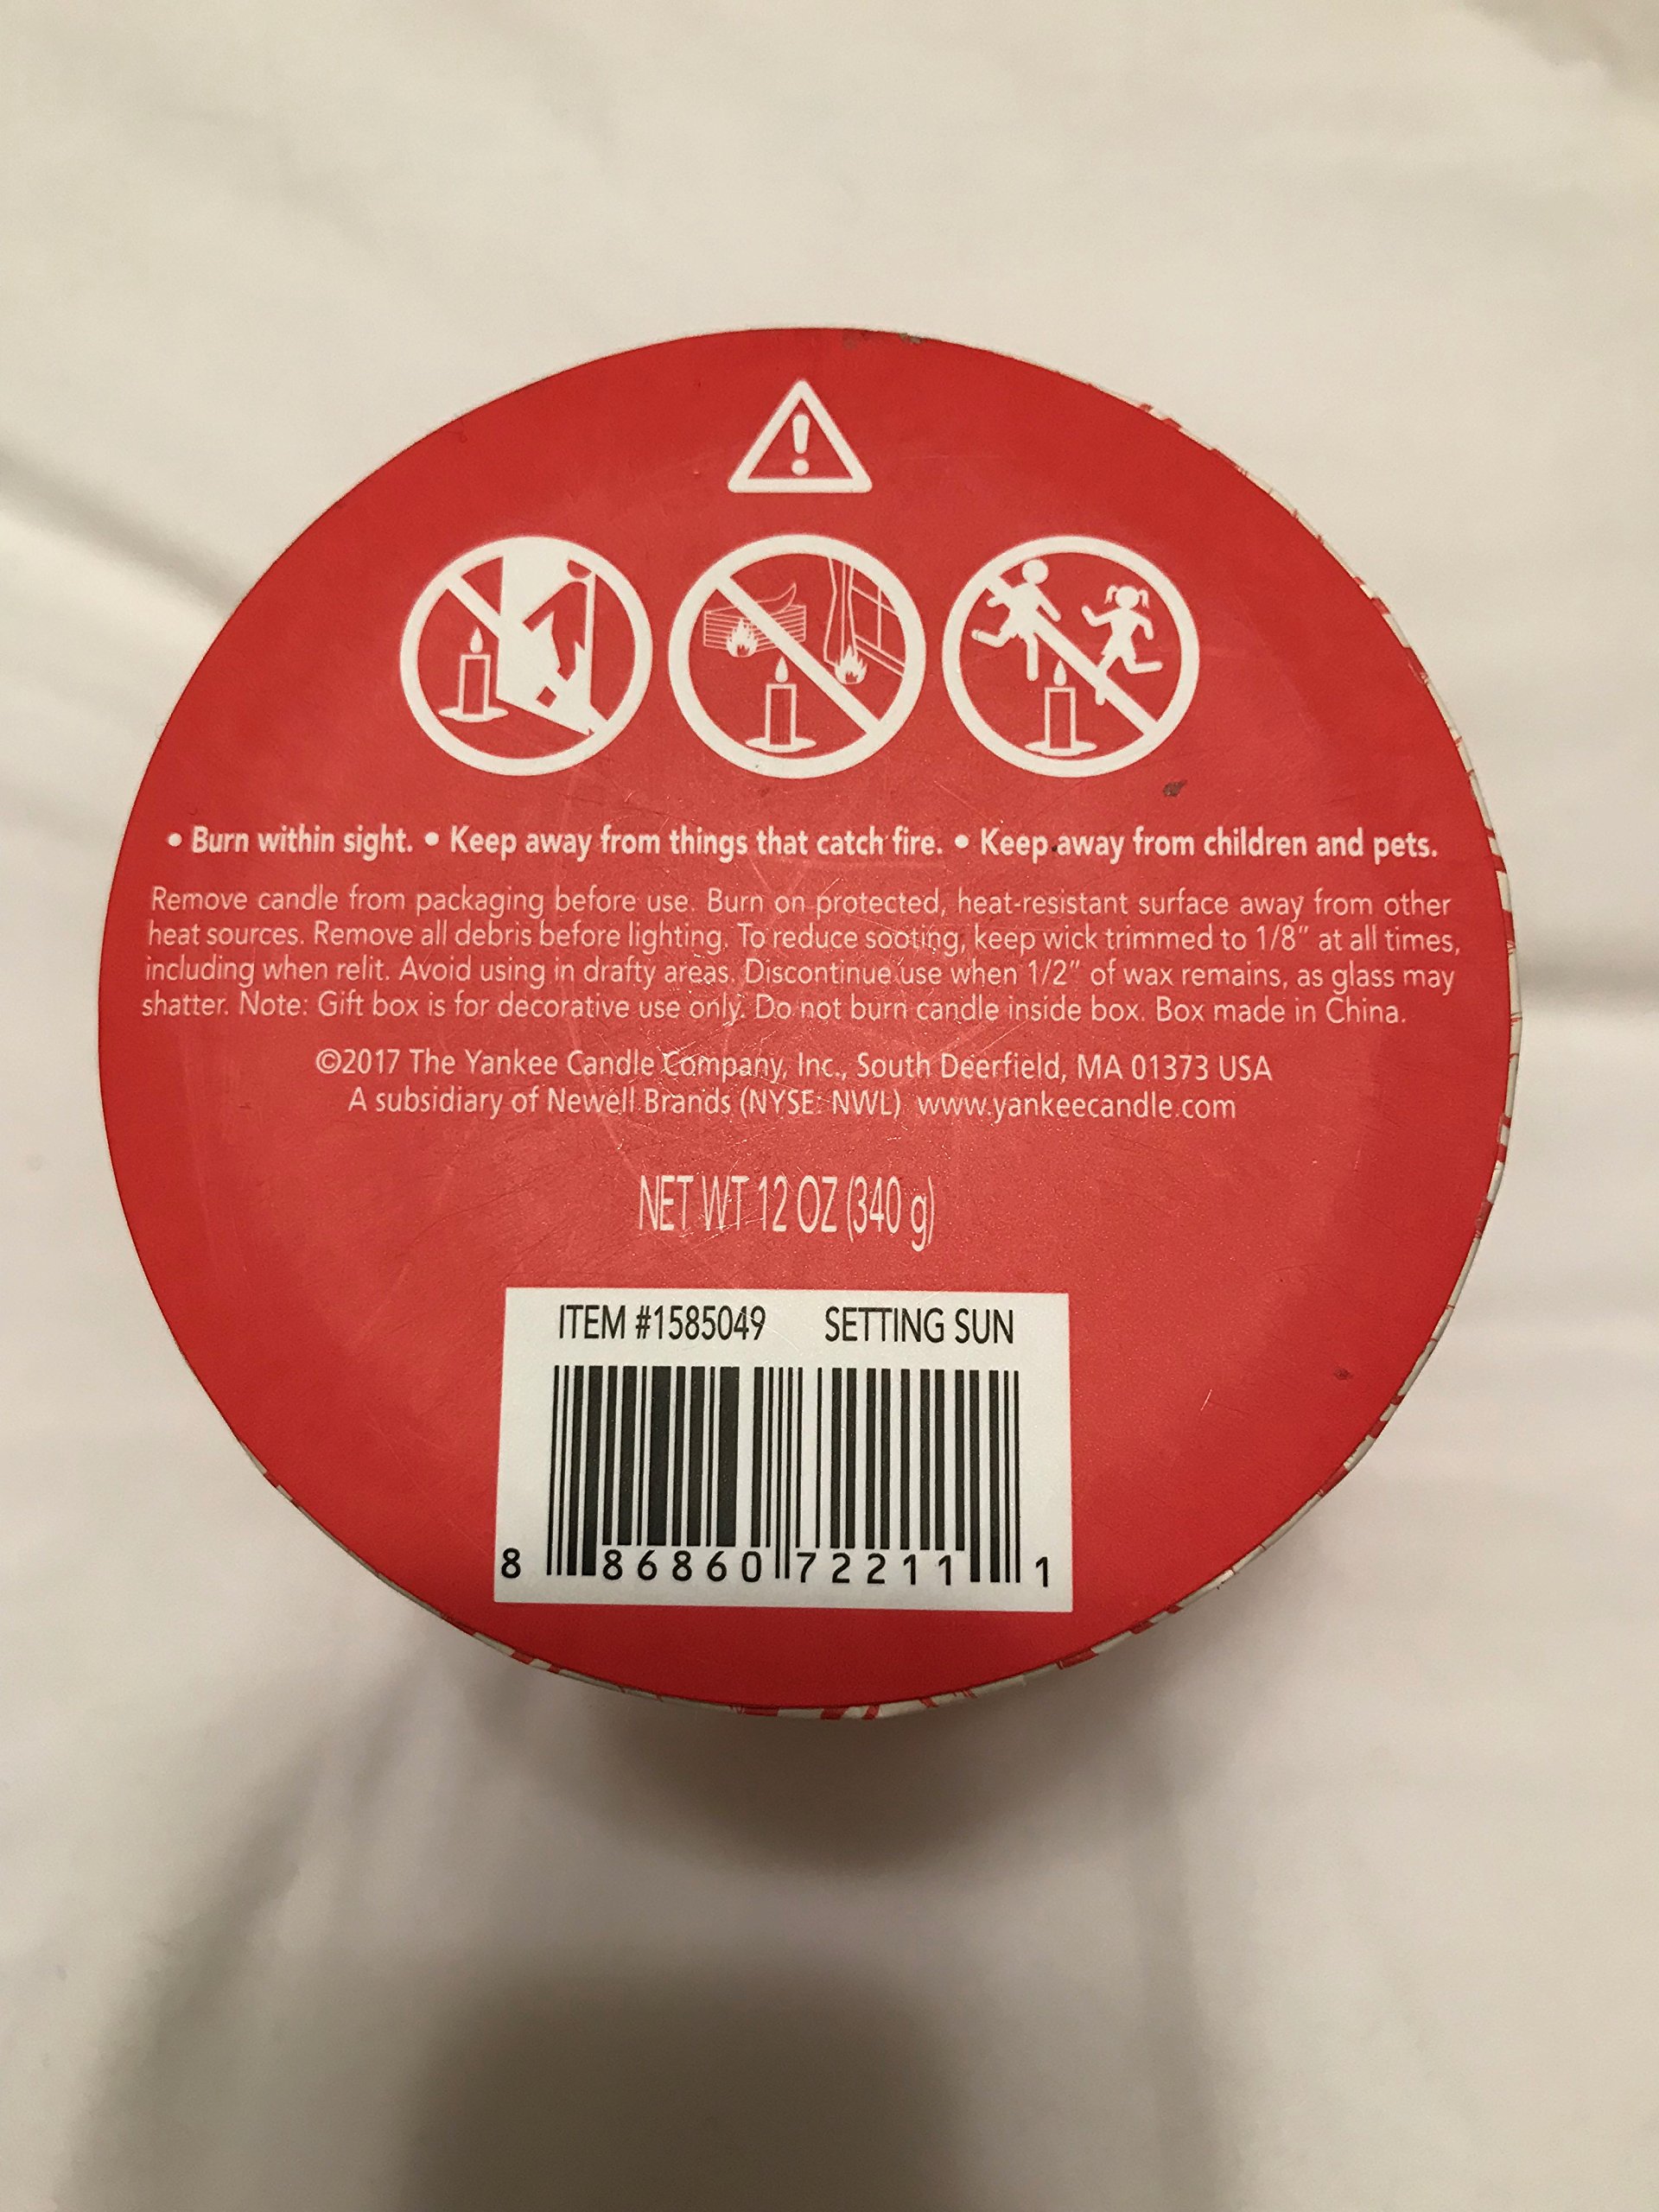 • Burn within sight. • Keep away from things that catch fire. • Keep away from children and pets.
Remove candle from packaging before use. Burn on protected, heat-resistant surface away from other
heat sources. Remove all debris before lighting. To reduce sooting, keep wick trimmed to 1/8" at all times,
including when relit. Avoid using in drafty areas. Discontinue use when 1/2" of wax remains, as glass may
shatter. Note: Gift box is for decorative use only. Do not burn candle inside box. Box made in China.
©2017 The Yankee Candle Company, Inc., South Deerfield, MA 01373 USA
A subsidiary of Newell Brands (NYSE: NWL) www.yankeecandle.com
NET WT 12 OZ (340 g)
ITEM #1585049 SETTING SUN
8 86860 72211 1